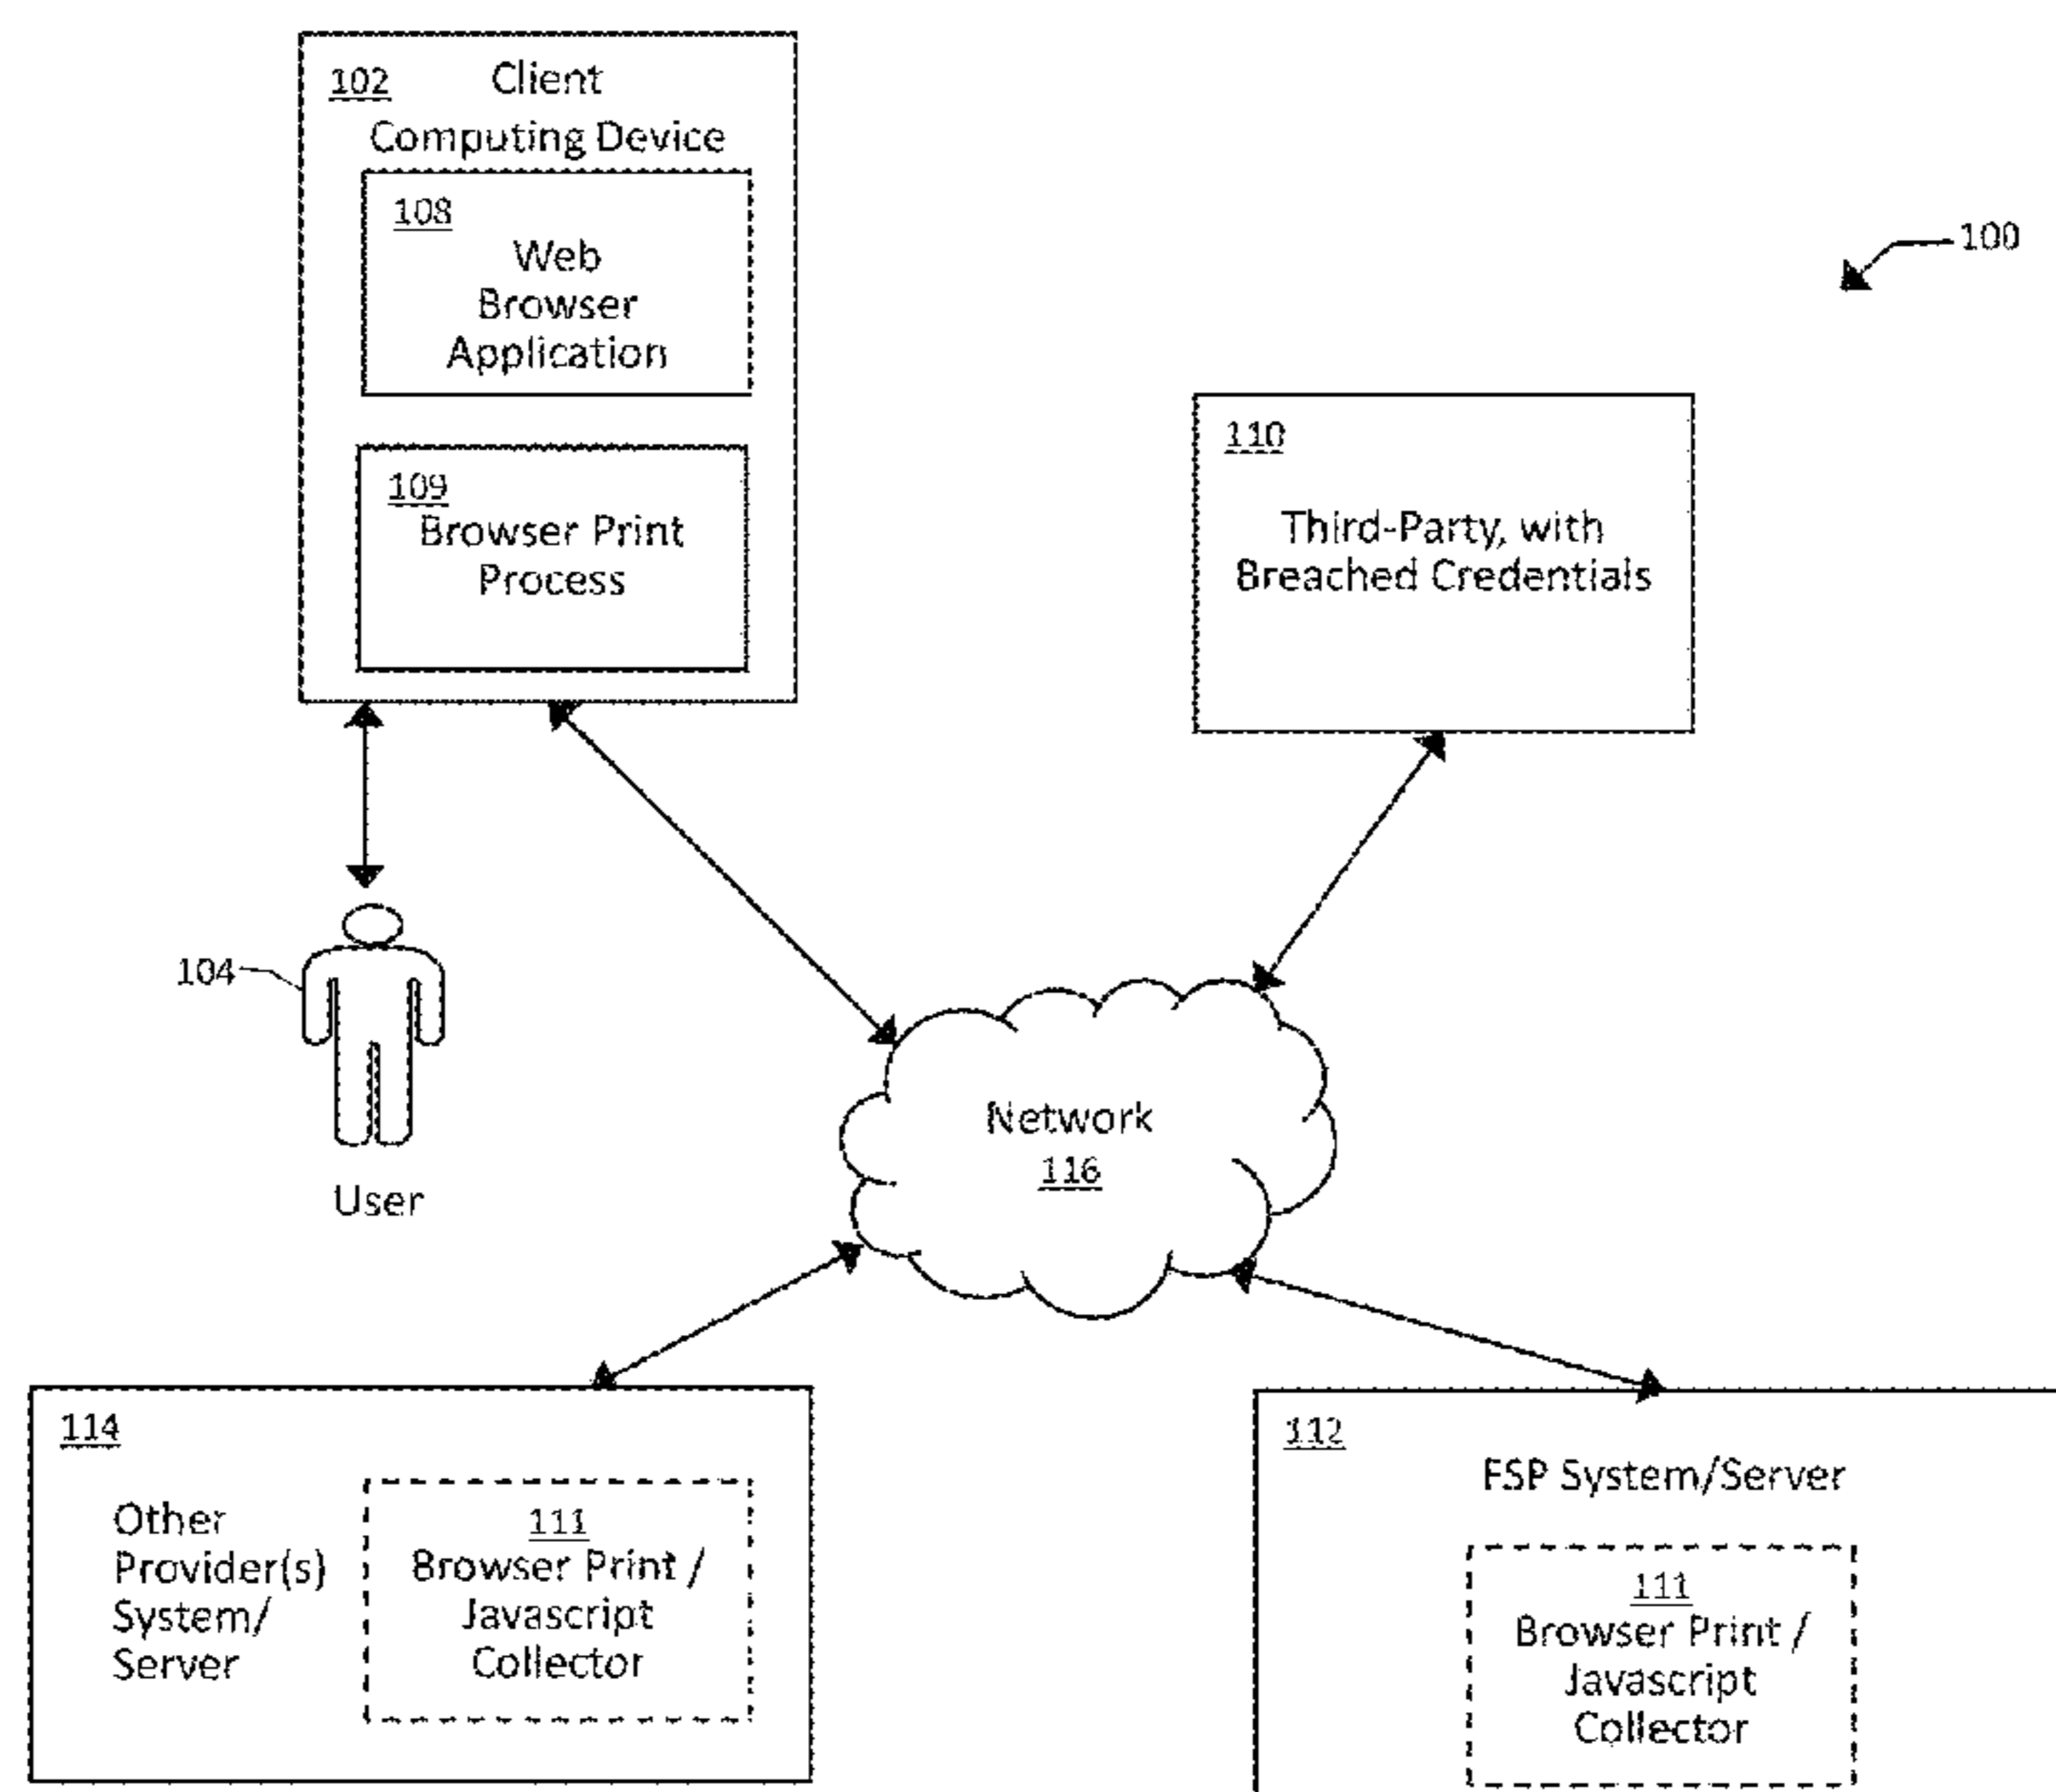 102 Client
Computing Device
108
Web
Browser
Application
109
Browser Print
Process
100
110
Third-Party, with
Breached Credentials
104
User
Network
116
114
Other
Provider(s)
System/
Server
111
Browser Print /
Javascript
Collector
112
FSP System/Server
111
Browser Print /
Javascript
Collector